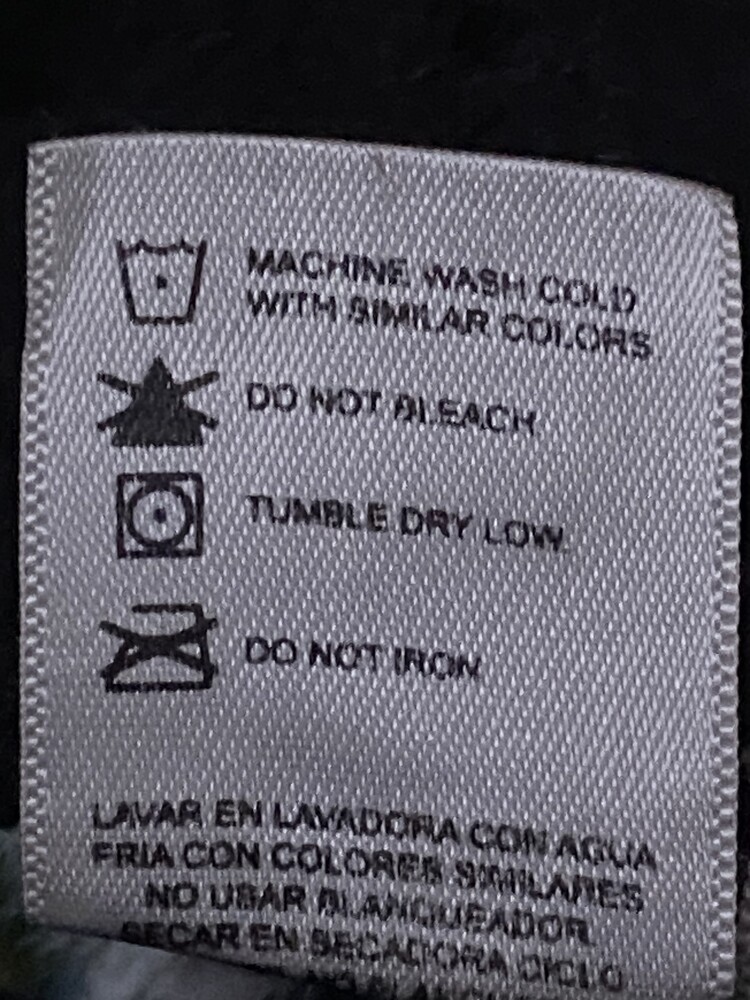 MACHINE WASH COLD
WITH SIMILAR COLORS.
DO NOT BLEACH.
TUMBLE DRY LOW.
DO NOT IRON.
LAVAR EN LAVADORA CON AGUA
FRIA CON COLORES SIMILARES
NO USAR BLANQUEADOR.
SECAR EN SECADORA CICLO